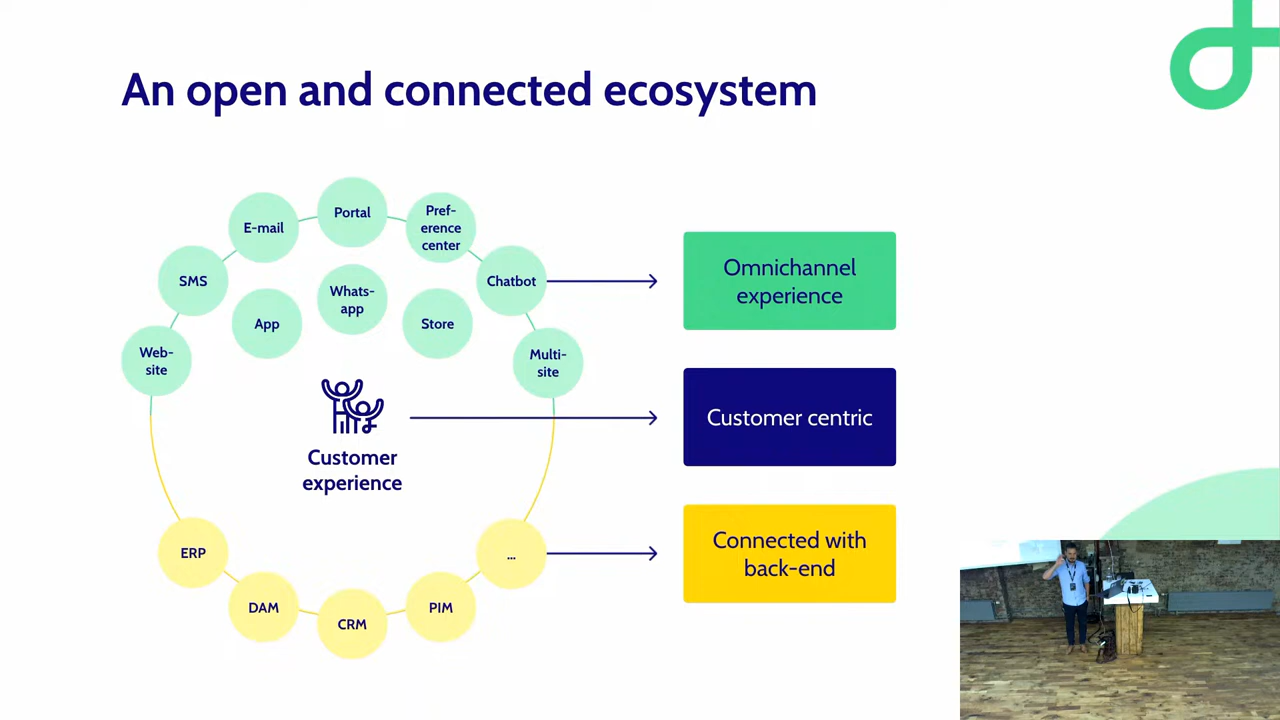 An open and connected ecosystem
Portal
E-mail
Pref-
erence
center
SMS
Chatbot
Whats-
app
App
Store
Web-
site
Multi-
site
Omnichannel
experience
Customer centric
Customer
experience
ERP
...
DAM
PIM
CRM
Connected with
back-end